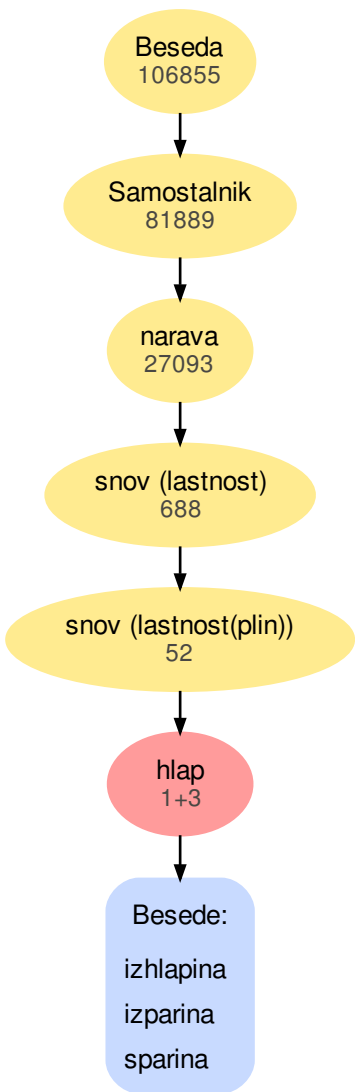 Beseda
106855
Samostalnik
81889
narava
27093
snov (lastnost)
688
snov (lastnost(plin))
52
hlap
1+3
Besede:
izhlapina
izparina
sparina